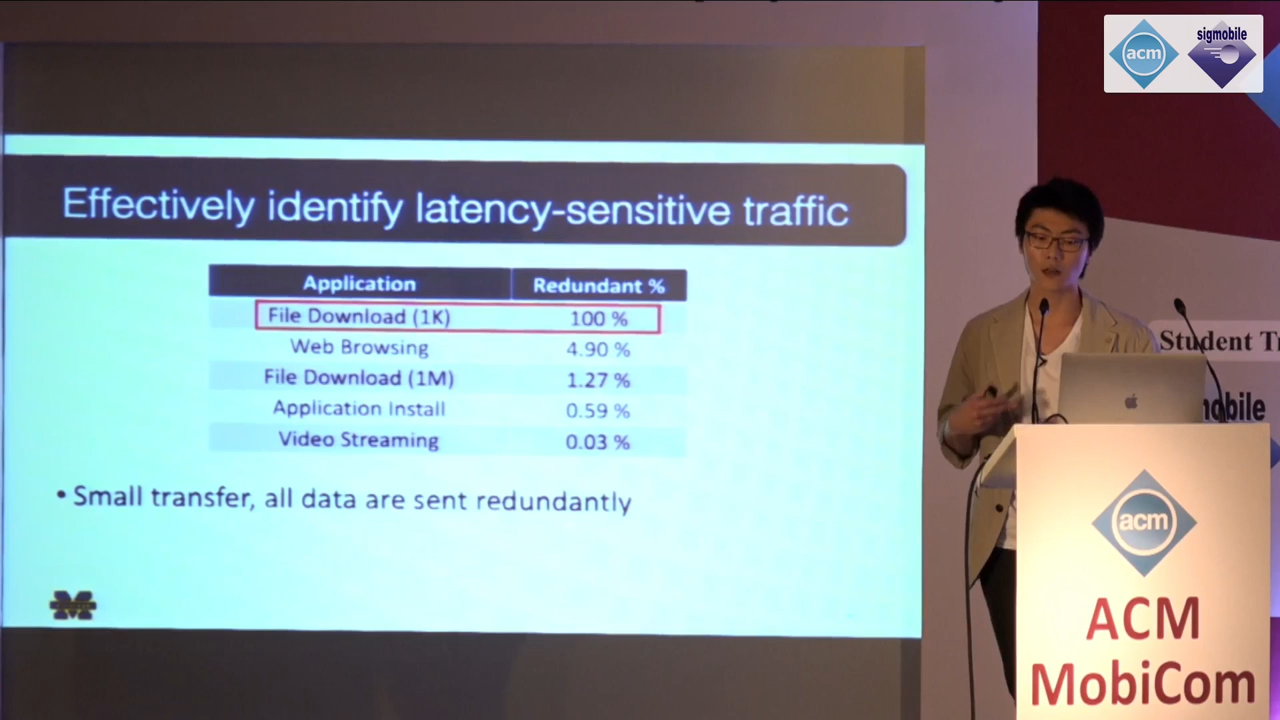 acm
sigmobile
Effectively identify latency-sensitive traffic
Application Redundant %
File Download (1K) 100 %
Web Browsing 4.90 %
File Download (1M) 1.27 %
Application Install 0.59 %
Video Streaming 0.03 %
• Small transfer, all data are sent redundantly
M
Student Tr
mobile
acm
ACM
MobiCom